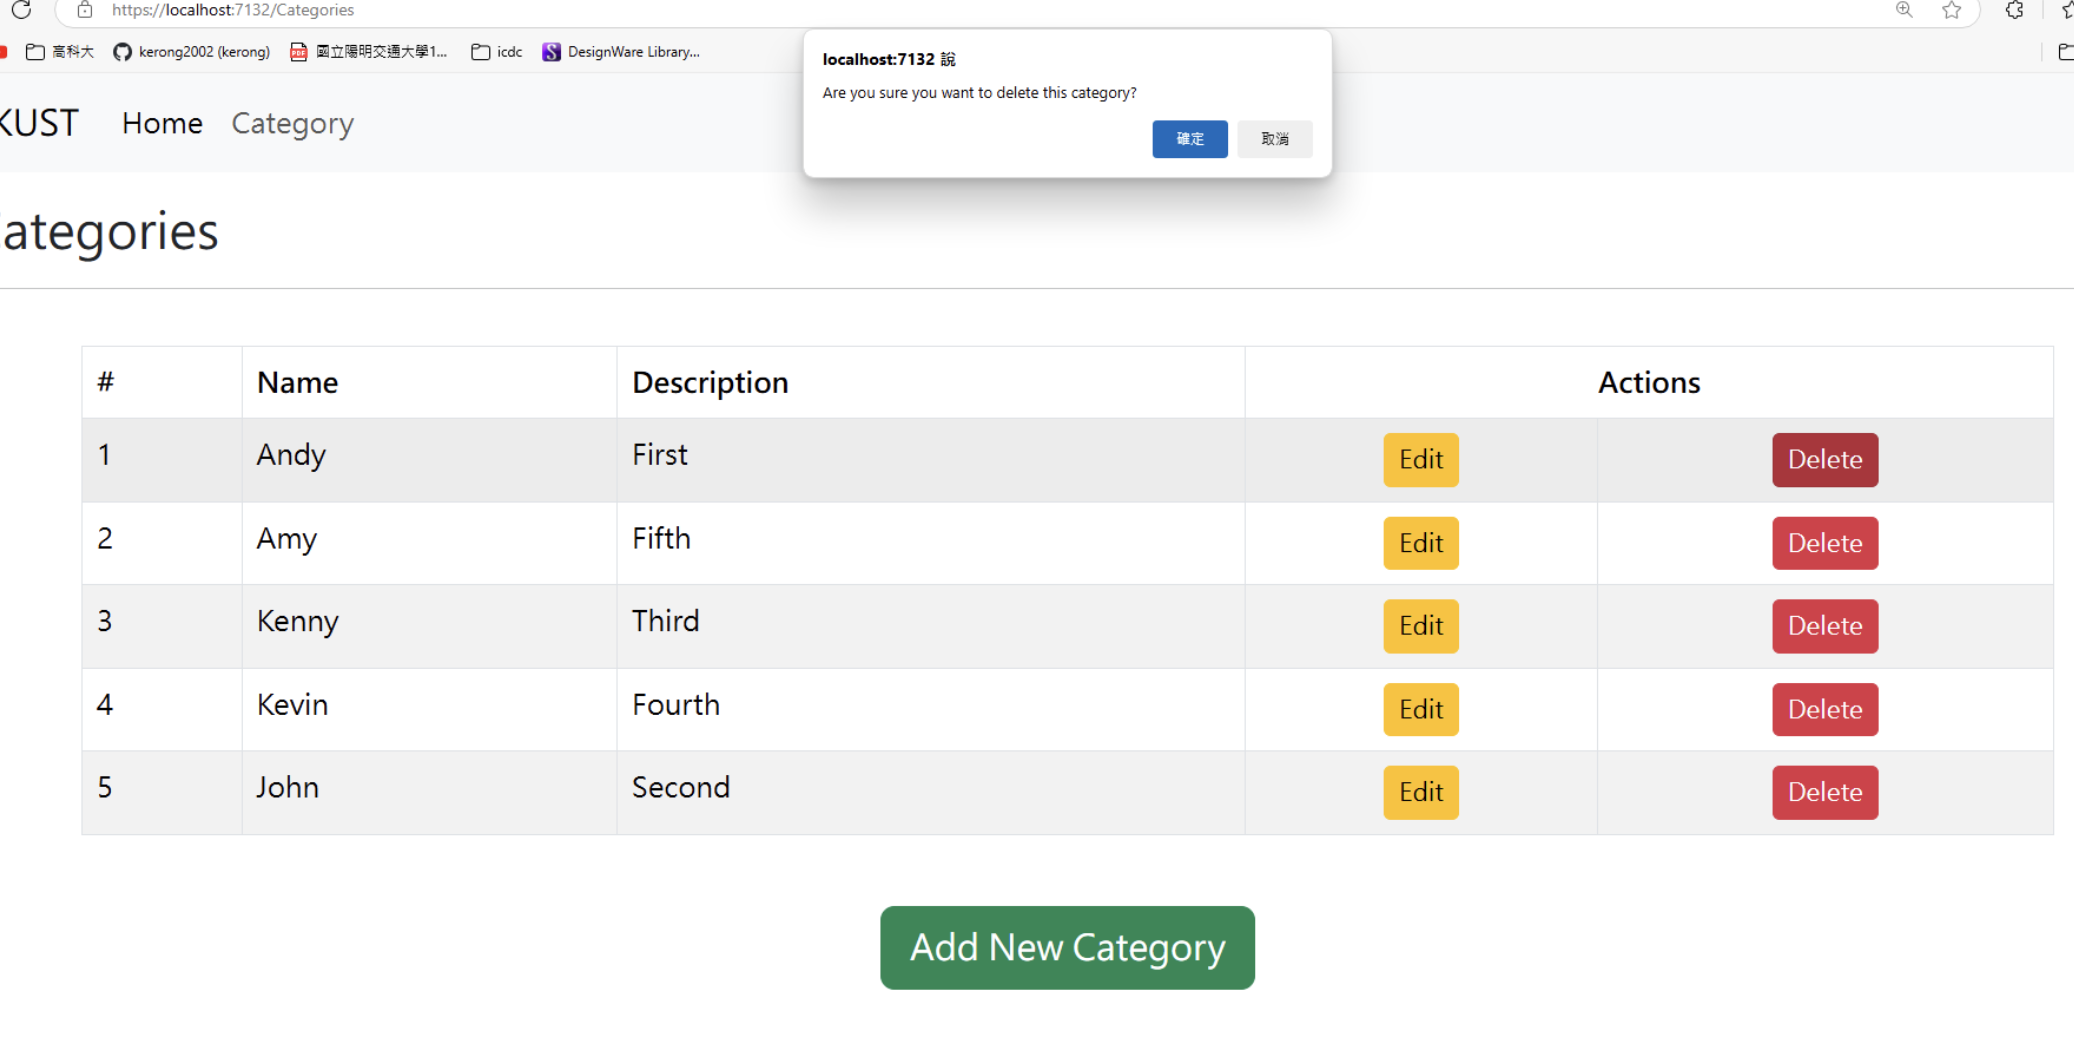 https://localhost:7132/Categories
高科大
kerong2002 (kerong)
國立陽明交通大學1...
icdc
DesignWare Library...
localhost:7132 說
Are you sure you want to delete this category?
確定 取消
KUST Home Category
ategories
# Name Description Actions
1 Andy First Edit Delete
2 Amy Fifth Edit Delete
3 Kenny Third Edit Delete
4 Kevin Fourth Edit Delete
5 John Second Edit Delete
Add New Category